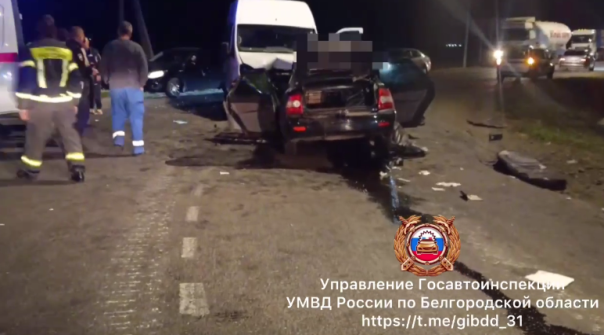 Управление Госавтоинспекции
УМВД России по Белгородской области
https://t.me/gibdd_31